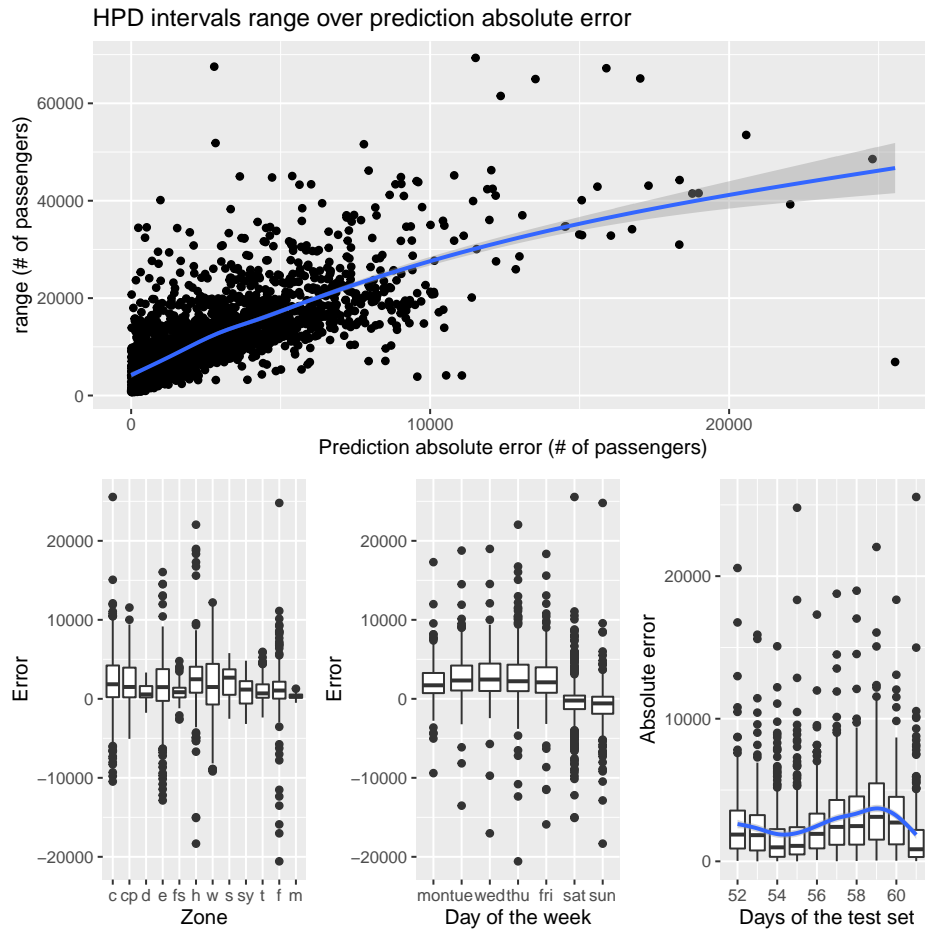 HPD intervals range over prediction absolute error
range (# of passengers)
60000
40000
20000
0
0 10000 20000
Prediction absolute error (# of passengers)
Error
20000
10000
0
−10000
−20000
c cp d e fs h w s sy t f m
Zone
Error
20000
10000
0
−10000
−20000
mon tue wed thu fri sat sun
Day of the week
Absolute error
20000
10000
0
52 54 56 58 60
Days of the test set